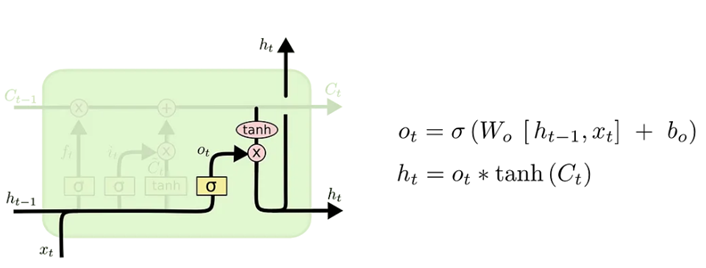 h_t
C_{t-1}
C_t
×
+
tanh
f_t
i_t
o_t
×
×
C̃_t
σ
σ
tanh
σ
h_{t-1}
h_t
x_t
o_t = σ (W_o [h_{t-1}, x_t] + b_o)
h_t = o_t * tanh (C_t)